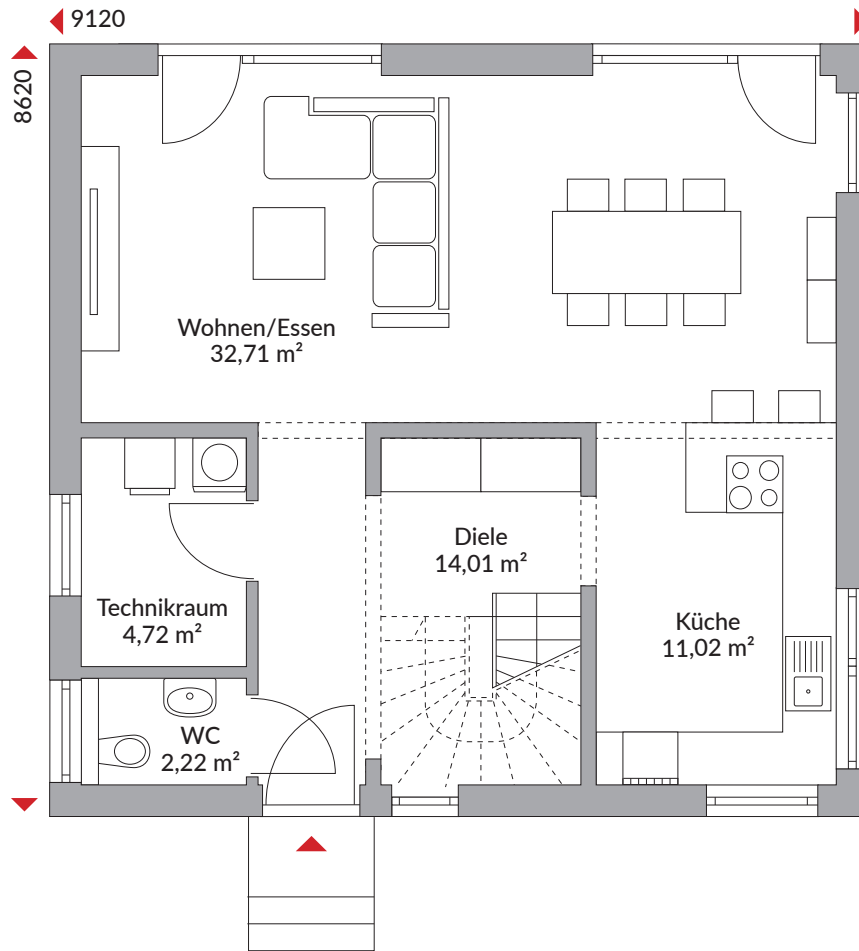 9120
8620
Wohnen/Essen
32,71 m²
Diele
14,01 m²
Technikraum
4,72 m²
Küche
11,02 m²
WC
2,22 m²